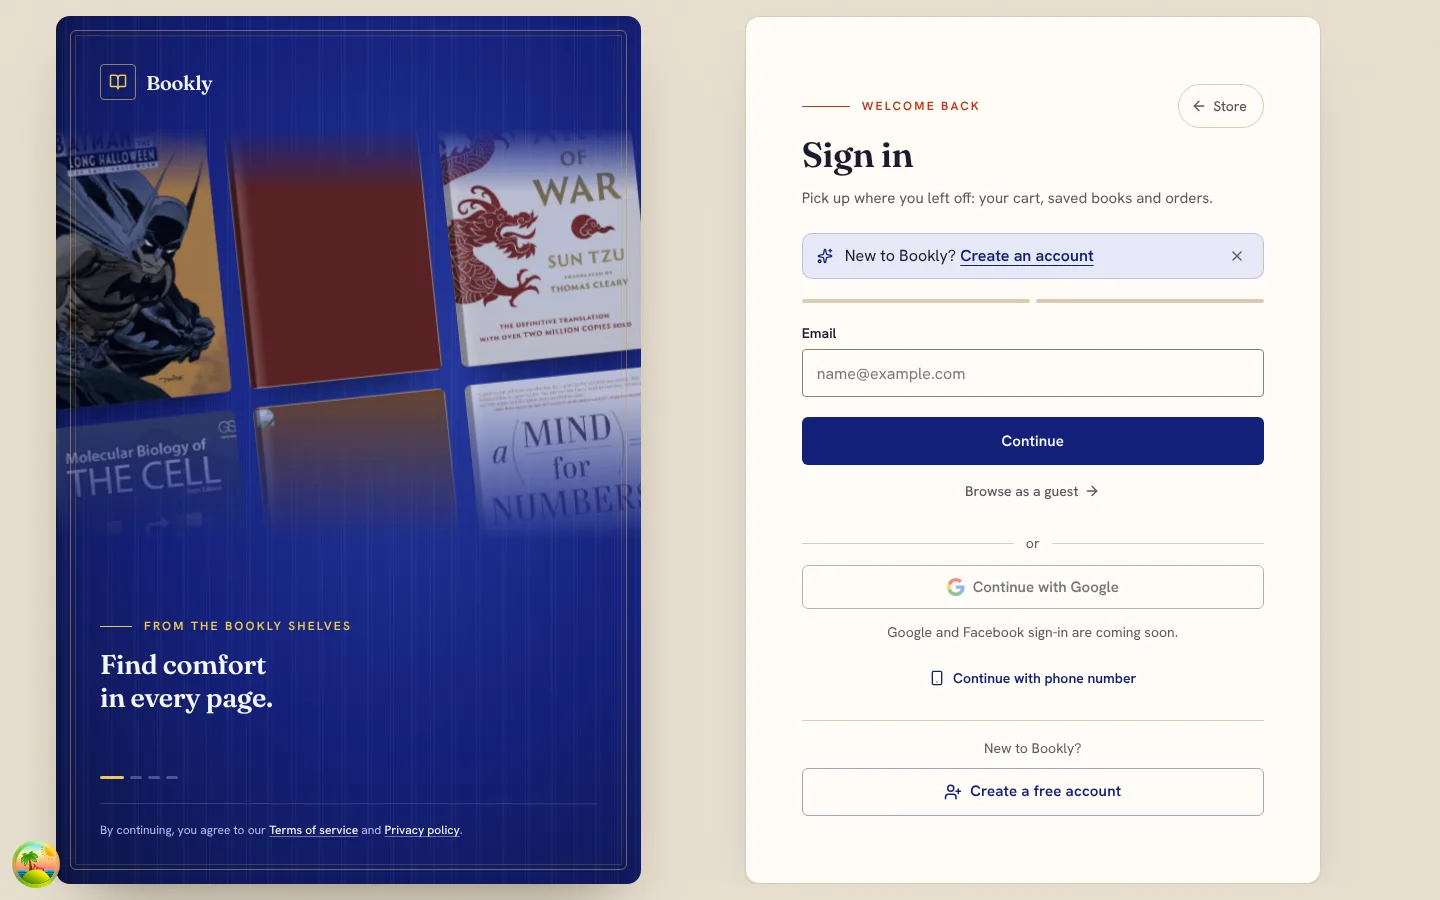 Bookly
BATMAN THE
LONG HALLOWEEN
OF
WAR
SUN TZU
TRANSLATED BY
THOMAS CLEARY
THE DEFINITIVE TRANSLATION
WITH OVER TWO MILLION COPIES SOLD
Molecular Biology of
THE CELL
a MIND
for
NUMBERS
FROM THE BOOKLY SHELVES
Find comfort
in every page.
By continuing, you agree to our Terms of service and Privacy policy.
WELCOME BACK
Store
Sign in
Pick up where you left off: your cart, saved books and orders.
New to Bookly? Create an account
Email
name@example.com
Continue
Browse as a guest
or
Continue with Google
Google and Facebook sign-in are coming soon.
Continue with phone number
New to Bookly?
Create a free account